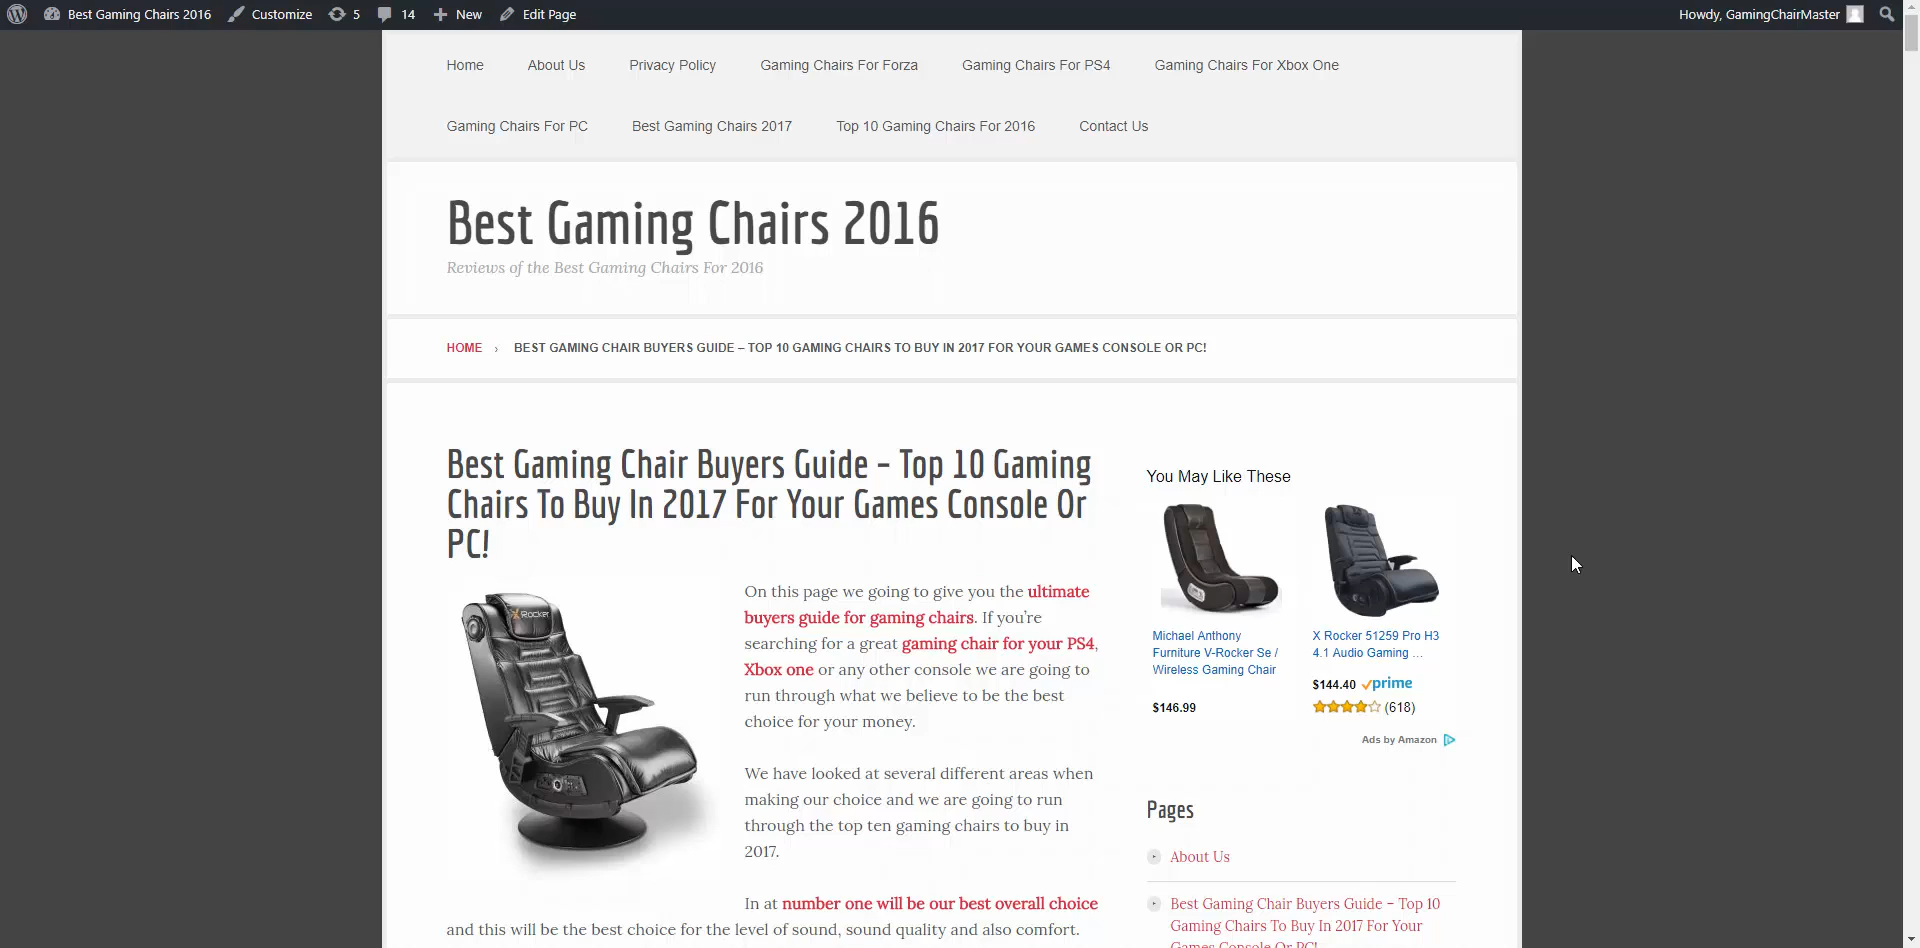 Best Gaming Chairs 2016 Customize 5 14 New Edit Page Howdy, GamingChairMaster
Home About Us Privacy Policy Gaming Chairs For Forza Gaming Chairs For PS4 Gaming Chairs For Xbox One
Gaming Chairs For PC Best Gaming Chairs 2017 Top 10 Gaming Chairs For 2016 Contact Us
Best Gaming Chairs 2016
Reviews of the Best Gaming Chairs For 2016
HOME › BEST GAMING CHAIR BUYERS GUIDE – TOP 10 GAMING CHAIRS TO BUY IN 2017 FOR YOUR GAMES CONSOLE OR PC!
Best Gaming Chair Buyers Guide – Top 10 Gaming
Chairs To Buy In 2017 For Your Games Console Or
PC!
X Rocker
On this page we going to give you the ultimate
buyers guide for gaming chairs. If you're
searching for a great gaming chair for your PS4,
Xbox one or any other console we are going to
run through what we believe to be the best
choice for your money.
We have looked at several different areas when
making our choice and we are going to run
through the top ten gaming chairs to buy in
2017.
In at number one will be our best overall choice
and this will be the best choice for the level of sound, sound quality and also comfort.
You May Like These
Michael Anthony
Furniture V-Rocker Se /
Wireless Gaming Chair
$146.99
X Rocker 51259 Pro H3
4.1 Audio Gaming ...
$144.40 prime
(618)
Ads by Amazon
Pages
About Us
Best Gaming Chair Buyers Guide – Top 10
Gaming Chairs To Buy In 2017 For Your
Games Console Or PC!